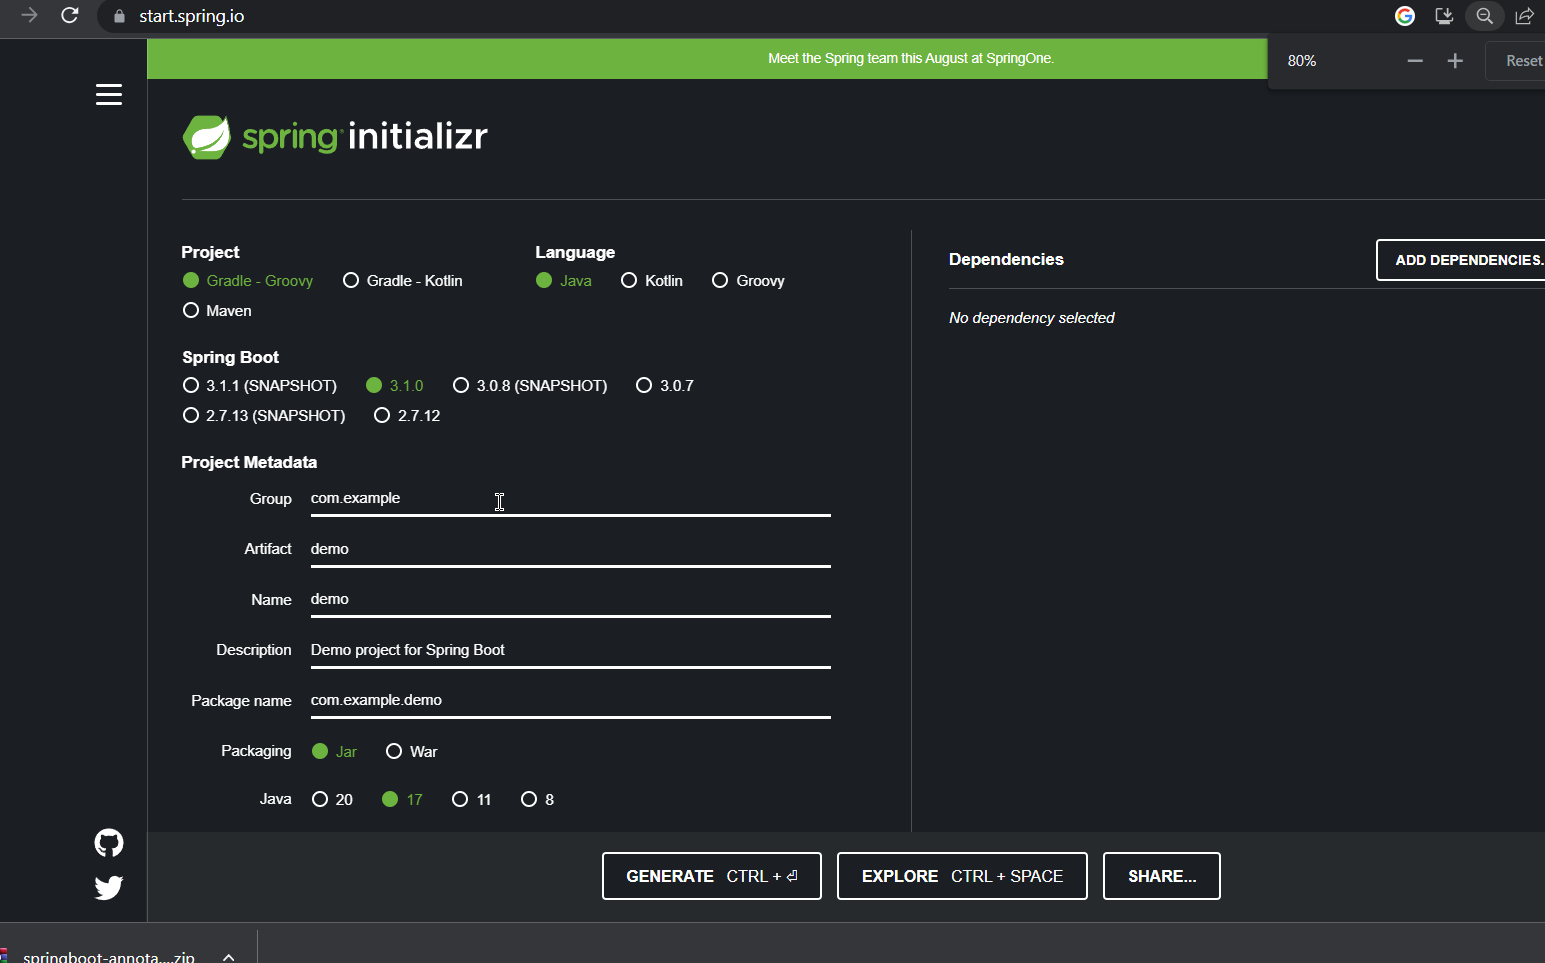 start.spring.io
Meet the Spring team this August at SpringOne.
80%
Reset
spring initializr
Project
Gradle - Groovy
Gradle - Kotlin
Maven
Language
Java
Kotlin
Groovy
Spring Boot
3.1.1 (SNAPSHOT)
3.1.0
3.0.8 (SNAPSHOT)
3.0.7
2.7.13 (SNAPSHOT)
2.7.12
Project Metadata
Group com.example
Artifact demo
Name demo
Description Demo project for Spring Boot
Package name com.example.demo
Packaging Jar War
Java 20 17 11 8
Dependencies
ADD DEPENDENCIES.
No dependency selected
GENERATE CTRL + ⏎
EXPLORE CTRL + SPACE
SHARE...
springboot-annota....zip